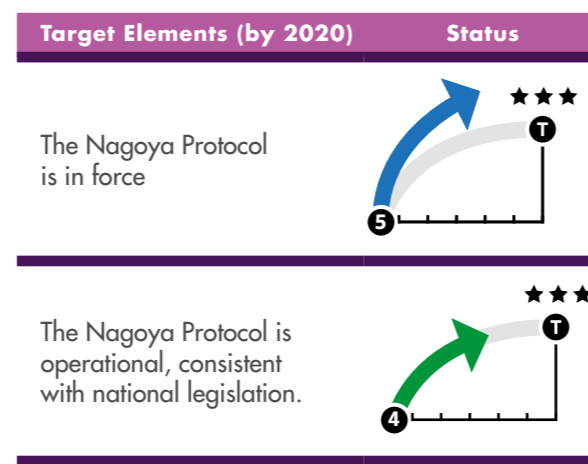 Target Elements (by 2020) Status
The Nagoya Protocol
is in force
T
5
The Nagoya Protocol is
operational, consistent
with national legislation.
T
4